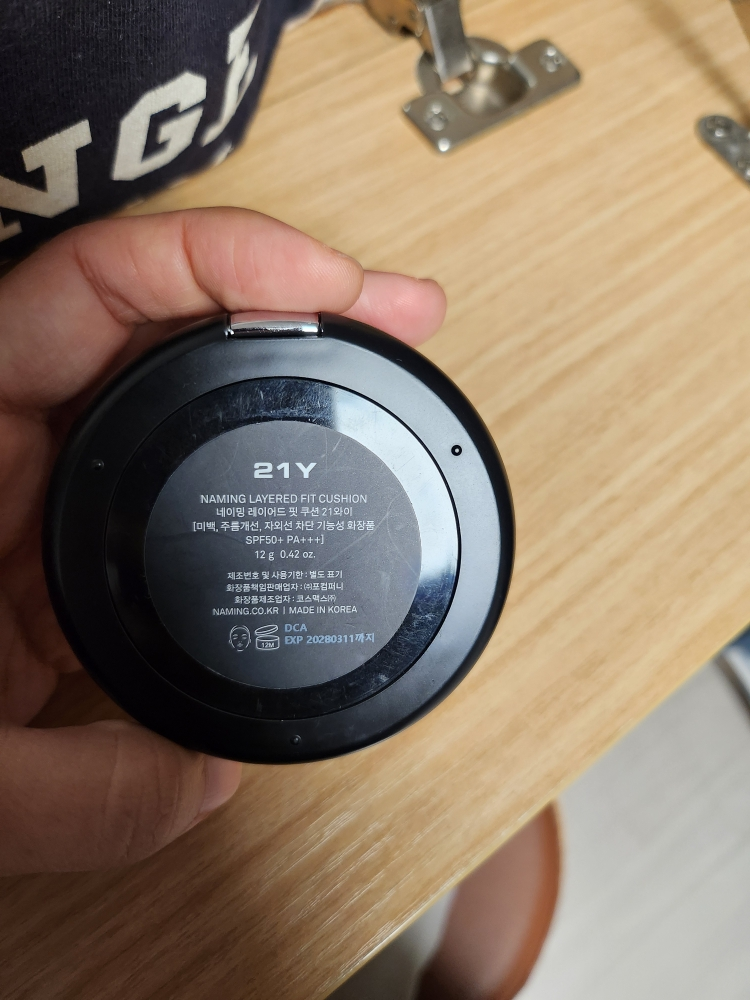 NGE
21Y
NAMING LAYERED FIT CUSHION
네이밍 레이어드 핏 쿠션 21와이
[미백, 주름개선, 자외선 차단 기능성 화장품
SPF50+ PA+++]
12 g 0.42 oz.
제조번호 및 사용기한 : 별도 표기
화장품책임판매업자 : ㈜포컴퍼니
화장품제조업자 : 코스맥스㈜
NAMING.CO.KR | MADE IN KOREA
12M
DCA
EXP 20280311까지